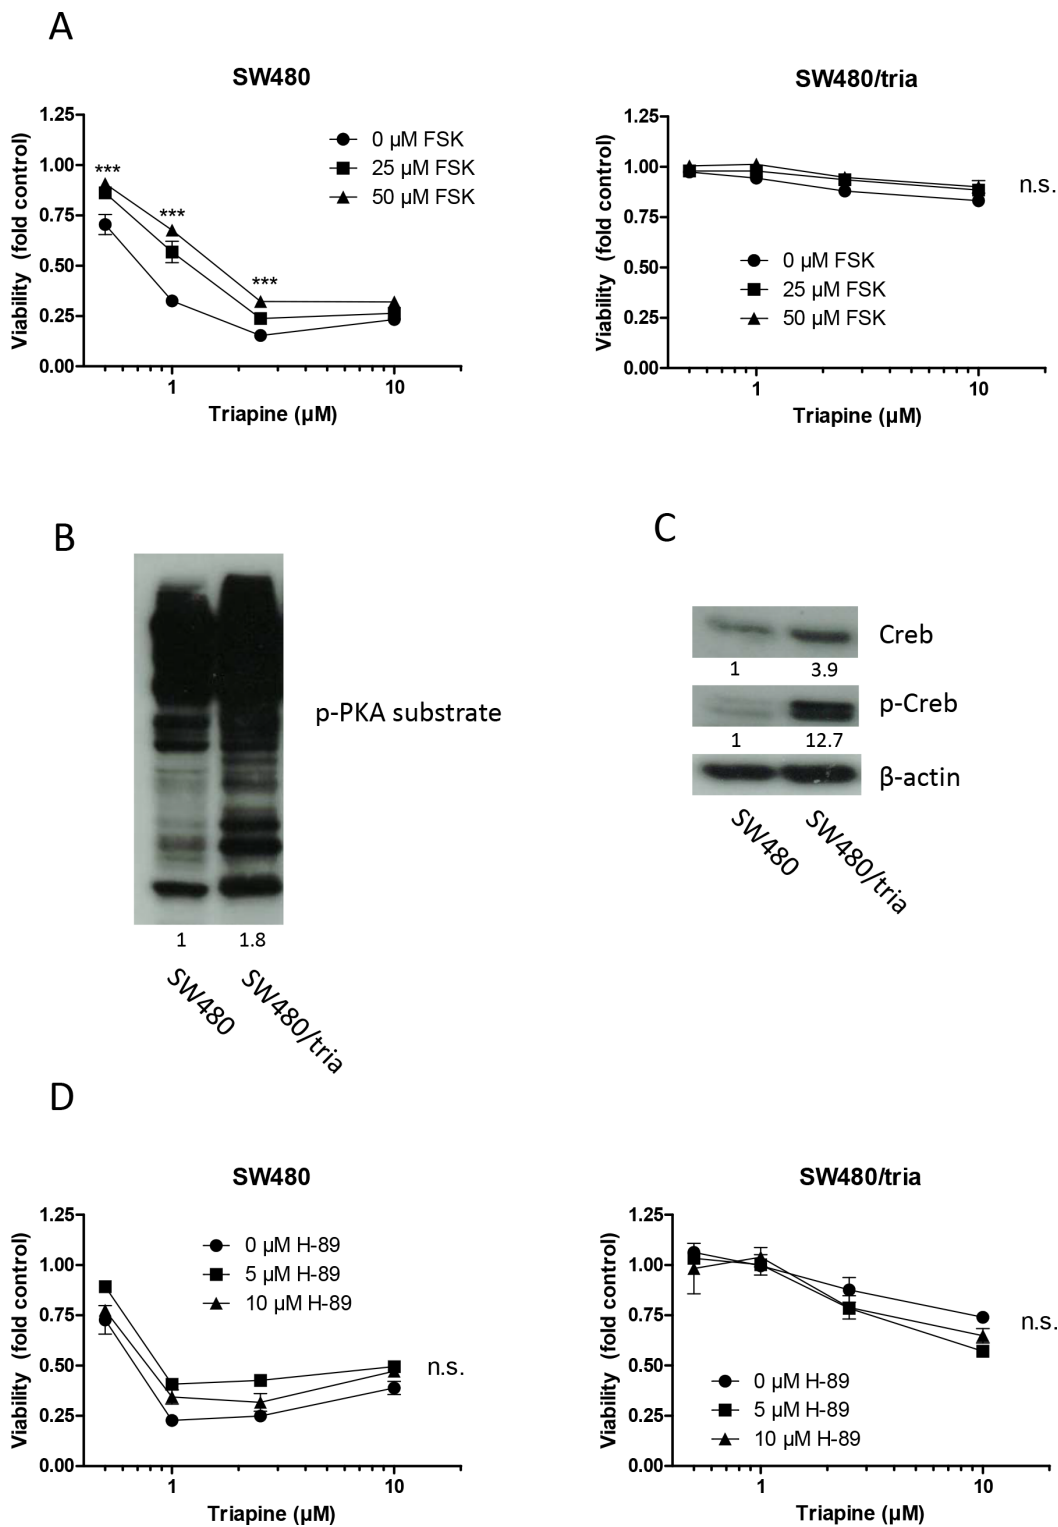 A
SW480
1.25
1.00
0.75
0.50
0.25
0.00
Viability (fold control)
***
***
***
0 µM FSK
25 µM FSK
50 µM FSK
1
10
Triapine (µM)
SW480/tria
1.25
1.00
0.75
0.50
0.25
0.00
Viability (fold control)
0 µM FSK
25 µM FSK
50 µM FSK
n.s.
1
10
Triapine (µM)
B
p-PKA substrate
1
1.8
SW480
SW480/tria
C
Creb
1
3.9
p-Creb
1
12.7
β-actin
SW480
SW480/tria
D
SW480
1.25
1.00
0.75
0.50
0.25
0.00
Viability (fold control)
0 µM H-89
5 µM H-89
10 µM H-89
n.s.
1
10
Triapine (µM)
SW480/tria
1.25
1.00
0.75
0.50
0.25
0.00
Viability (fold control)
n.s.
0 µM H-89
5 µM H-89
10 µM H-89
1
10
Triapine (µM)